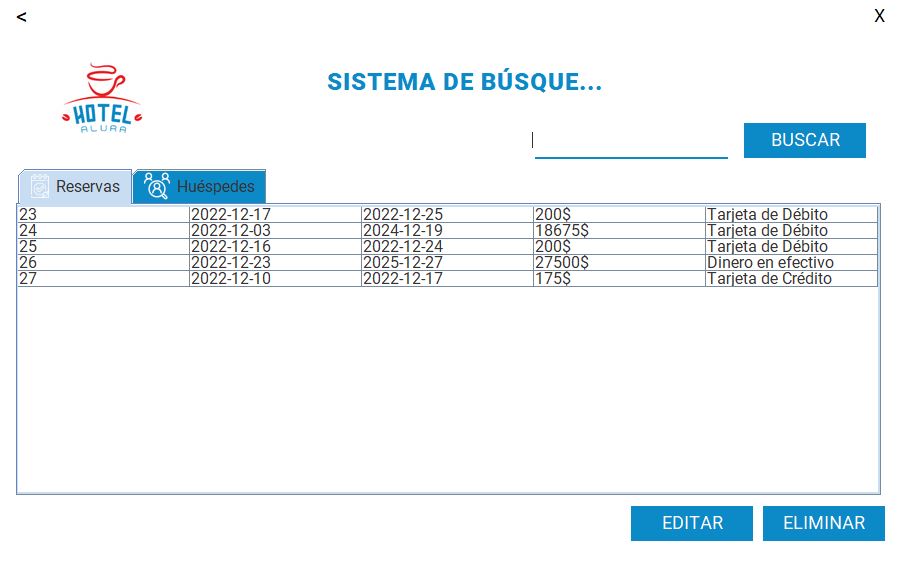 <
X
SISTEMA DE BÚSQUE...
HOTEL
ALURA
BUSCAR
Reservas Huéspedes
23 2022-12-17 2022-12-25 200$ Tarjeta de Débito
24 2022-12-03 2024-12-19 18675$ Tarjeta de Débito
25 2022-12-16 2022-12-24 200$ Tarjeta de Débito
26 2022-12-23 2025-12-27 27500$ Dinero en efectivo
27 2022-12-10 2022-12-17 175$ Tarjeta de Crédito
EDITAR ELIMINAR